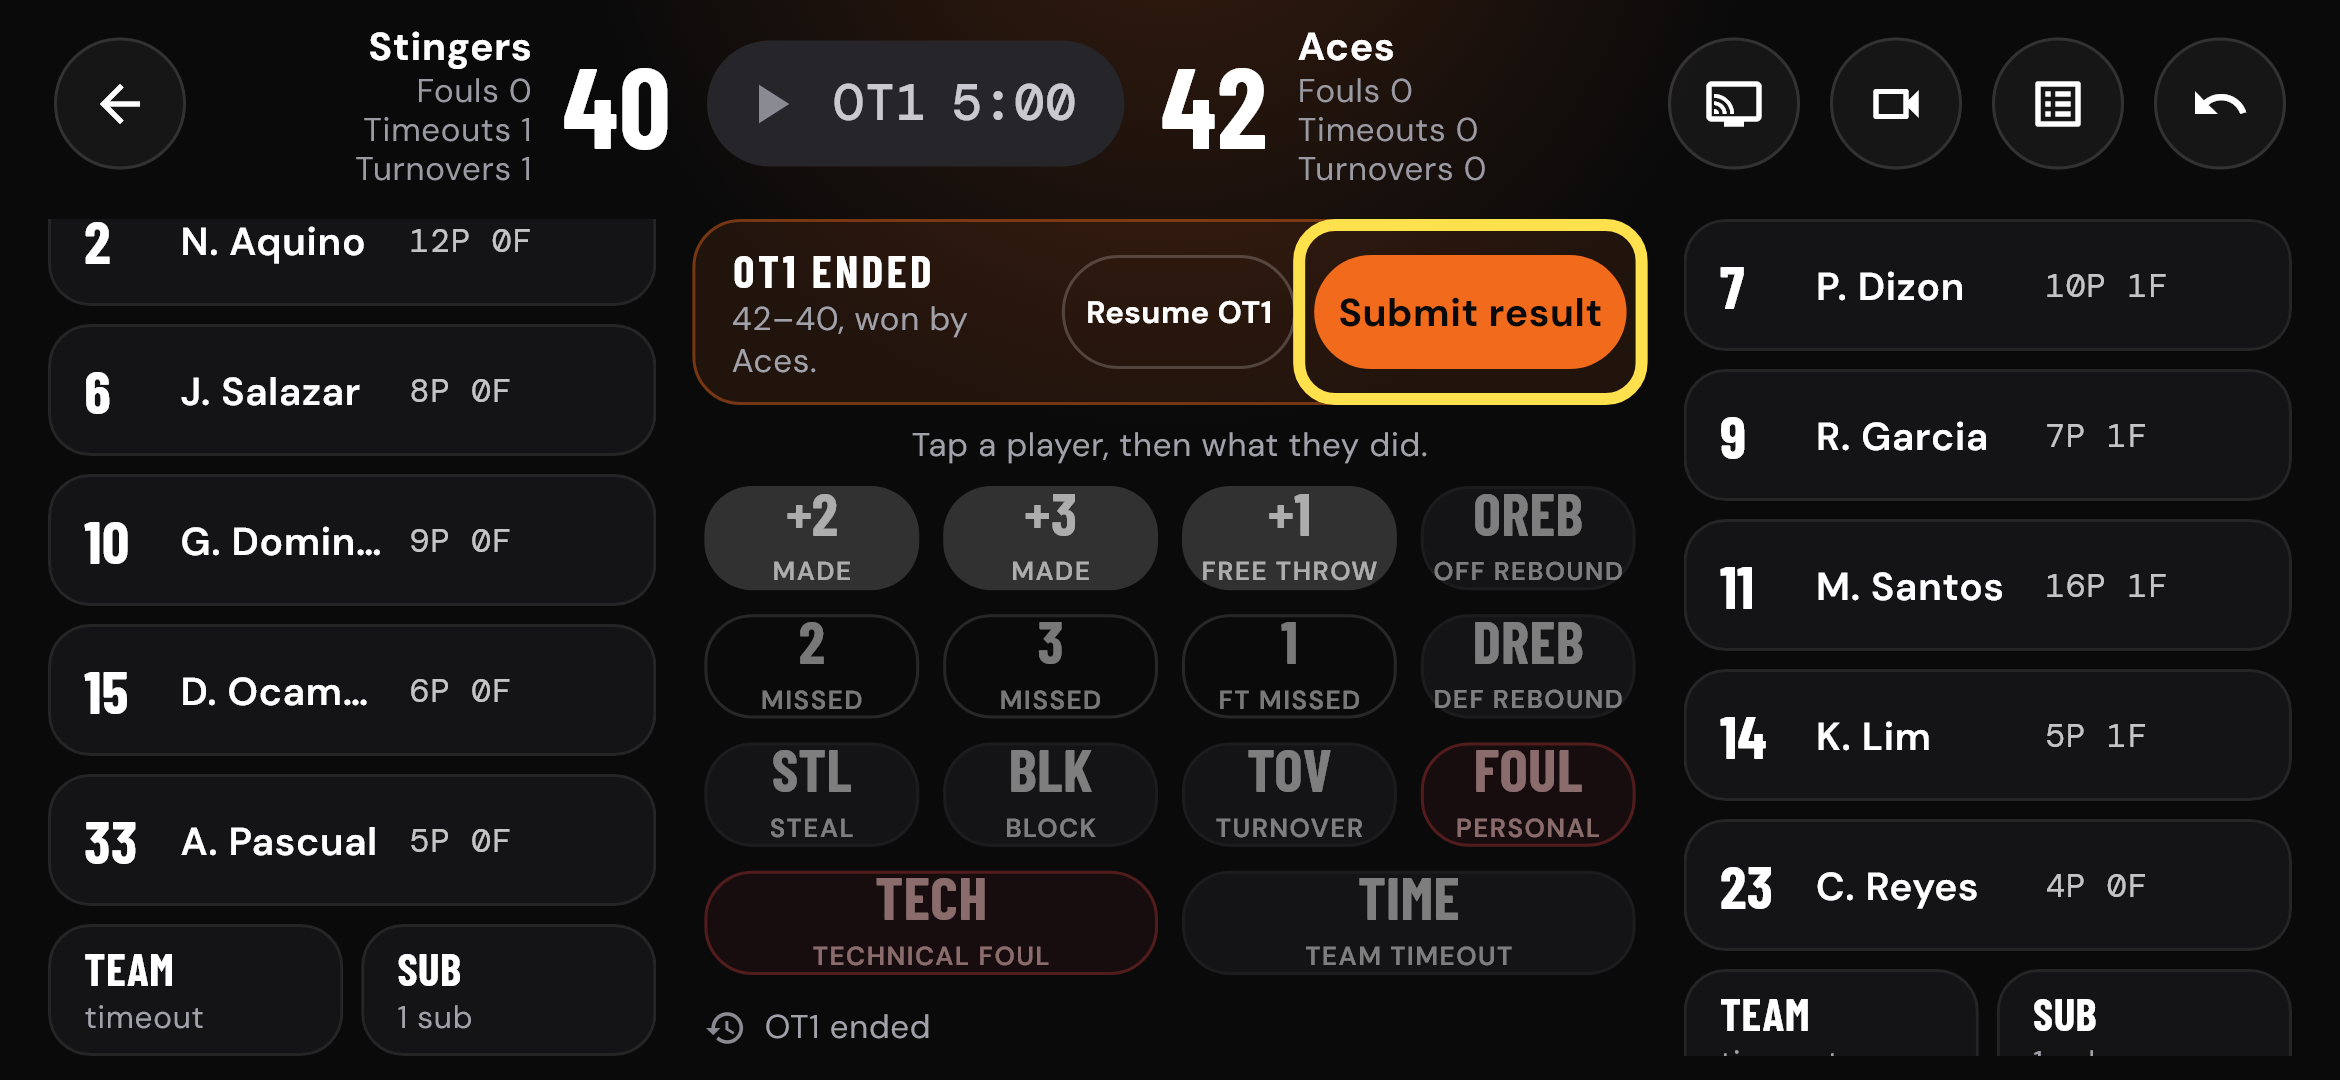 Stingers
Fouls 0
Timeouts 1
Turnovers 1
40
OT1 5:00
42
Aces
Fouls 0
Timeouts 0
Turnovers 0
2 N. Aquino 12P 0F
6 J. Salazar 8P 0F
10 G. Domin... 9P 0F
15 D. Ocam... 6P 0F
33 A. Pascual 5P 0F
TEAM
timeout
SUB
1 sub
OT1 ENDED
42–40, won by
Aces.
Resume OT1
Submit result
Tap a player, then what they did.
+2
MADE
+3
MADE
+1
FREE THROW
OREB
OFF REBOUND
2
MISSED
3
MISSED
1
FT MISSED
DREB
DEF REBOUND
STL
STEAL
BLK
BLOCK
TOV
TURNOVER
FOUL
PERSONAL
TECH
TECHNICAL FOUL
TIME
TEAM TIMEOUT
OT1 ended
7 P. Dizon 10P 1F
9 R. Garcia 7P 1F
11 M. Santos 16P 1F
14 K. Lim 5P 1F
23 C. Reyes 4P 0F
TEAM
SUB